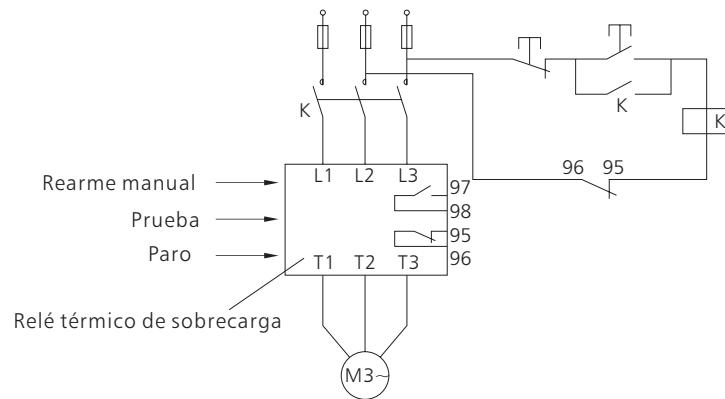 K
K
K
96 95
L1 L2 L3
97
98
95
96
T1 T2 T3
Rearme manual
Prueba
Paro
Relé térmico de sobrecarga
M3~